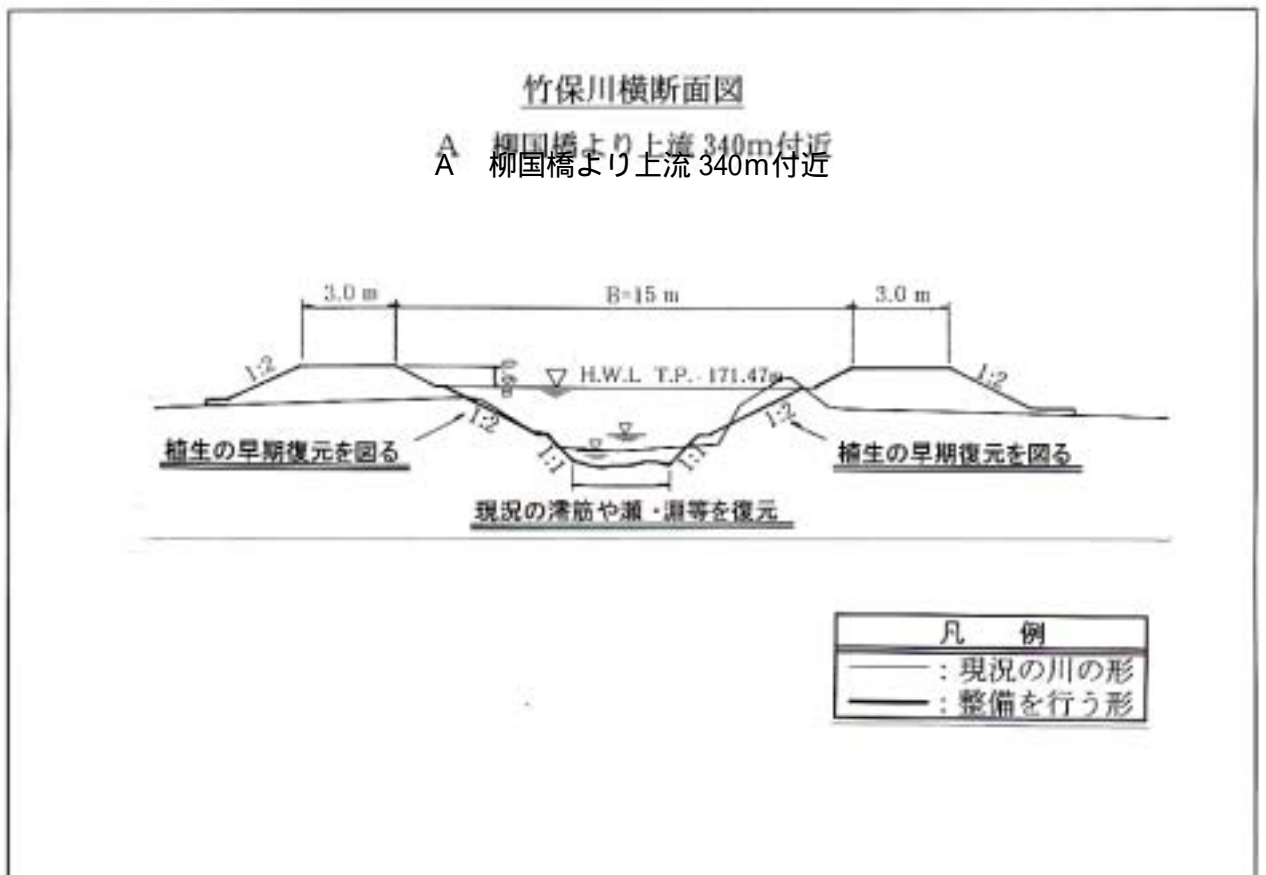 竹保川横断面図
A 柳国橋より上流 340m付近
A 柳国橋より上流 340m付近
3.0 m
B=15 m
3.0 m
1:2
0.6m
H.W.L T.P. 171.47m
1:2
1:2
1:2
植生の早期復元を図る
1:1
1:1
植生の早期復元を図る
現況の澪筋や瀬・淵等を復元
凡 例
:現況の川の形
:整備を行う形